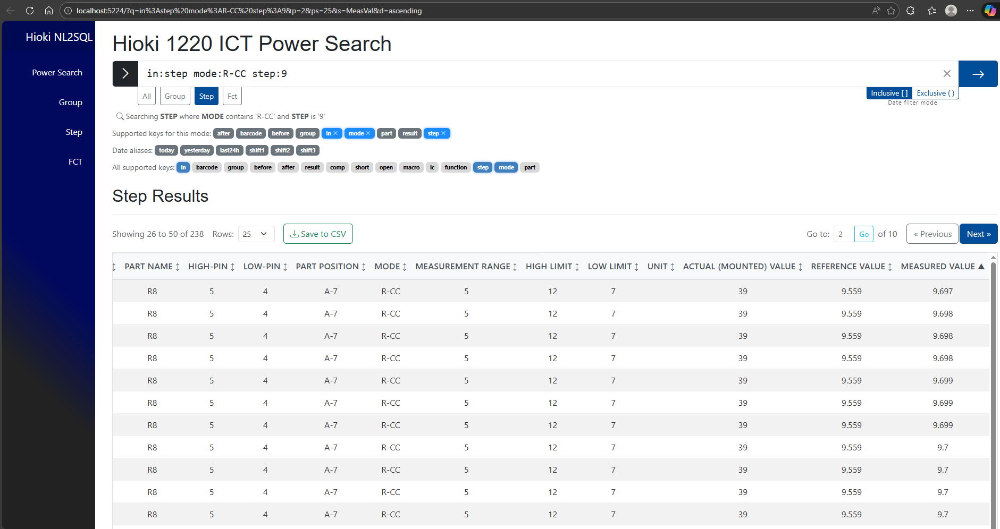 localhost:5224/?q=in%3Astep%20mode%3AR-CC%20step%3A9&p=2&ps=25&s=MeasVal&d=ascending
Hioki NL2SQL
Power Search
Group
Step
FCT
Hioki 1220 ICT Power Search
in:step mode:R-CC step:9
All Group Step Fct
Inclusive [ ] Exclusive ( )
Date filter mode
Searching STEP where MODE contains 'R-CC' and STEP is '9'
Supported keys for this mode: after barcode before group in × mode × part result step ×
Date aliases: today yesterday last24h shift1 shift2 shift3
All supported keys: in barcode group before after result comp short open macro ic function step mode part
Step Results
Showing 26 to 50 of 238 Rows: 25 Save to CSV Go to: 2 Go of 10 « Previous Next »
PART NAME HIGH-PIN LOW-PIN PART POSITION MODE MEASUREMENT RANGE HIGH LIMIT LOW LIMIT UNIT ACTUAL (MOUNTED) VALUE REFERENCE VALUE MEASURED VALUE
R8 5 4 A-7 R-CC 5 12 7 39 9.559 9.697
R8 5 4 A-7 R-CC 5 12 7 39 9.559 9.698
R8 5 4 A-7 R-CC 5 12 7 39 9.559 9.698
R8 5 4 A-7 R-CC 5 12 7 39 9.559 9.698
R8 5 4 A-7 R-CC 5 12 7 39 9.559 9.699
R8 5 4 A-7 R-CC 5 12 7 39 9.559 9.699
R8 5 4 A-7 R-CC 5 12 7 39 9.559 9.699
R8 5 4 A-7 R-CC 5 12 7 39 9.559 9.7
R8 5 4 A-7 R-CC 5 12 7 39 9.559 9.7
R8 5 4 A-7 R-CC 5 12 7 39 9.559 9.7
R8 5 4 A-7 R-CC 5 12 7 39 9.559 9.7